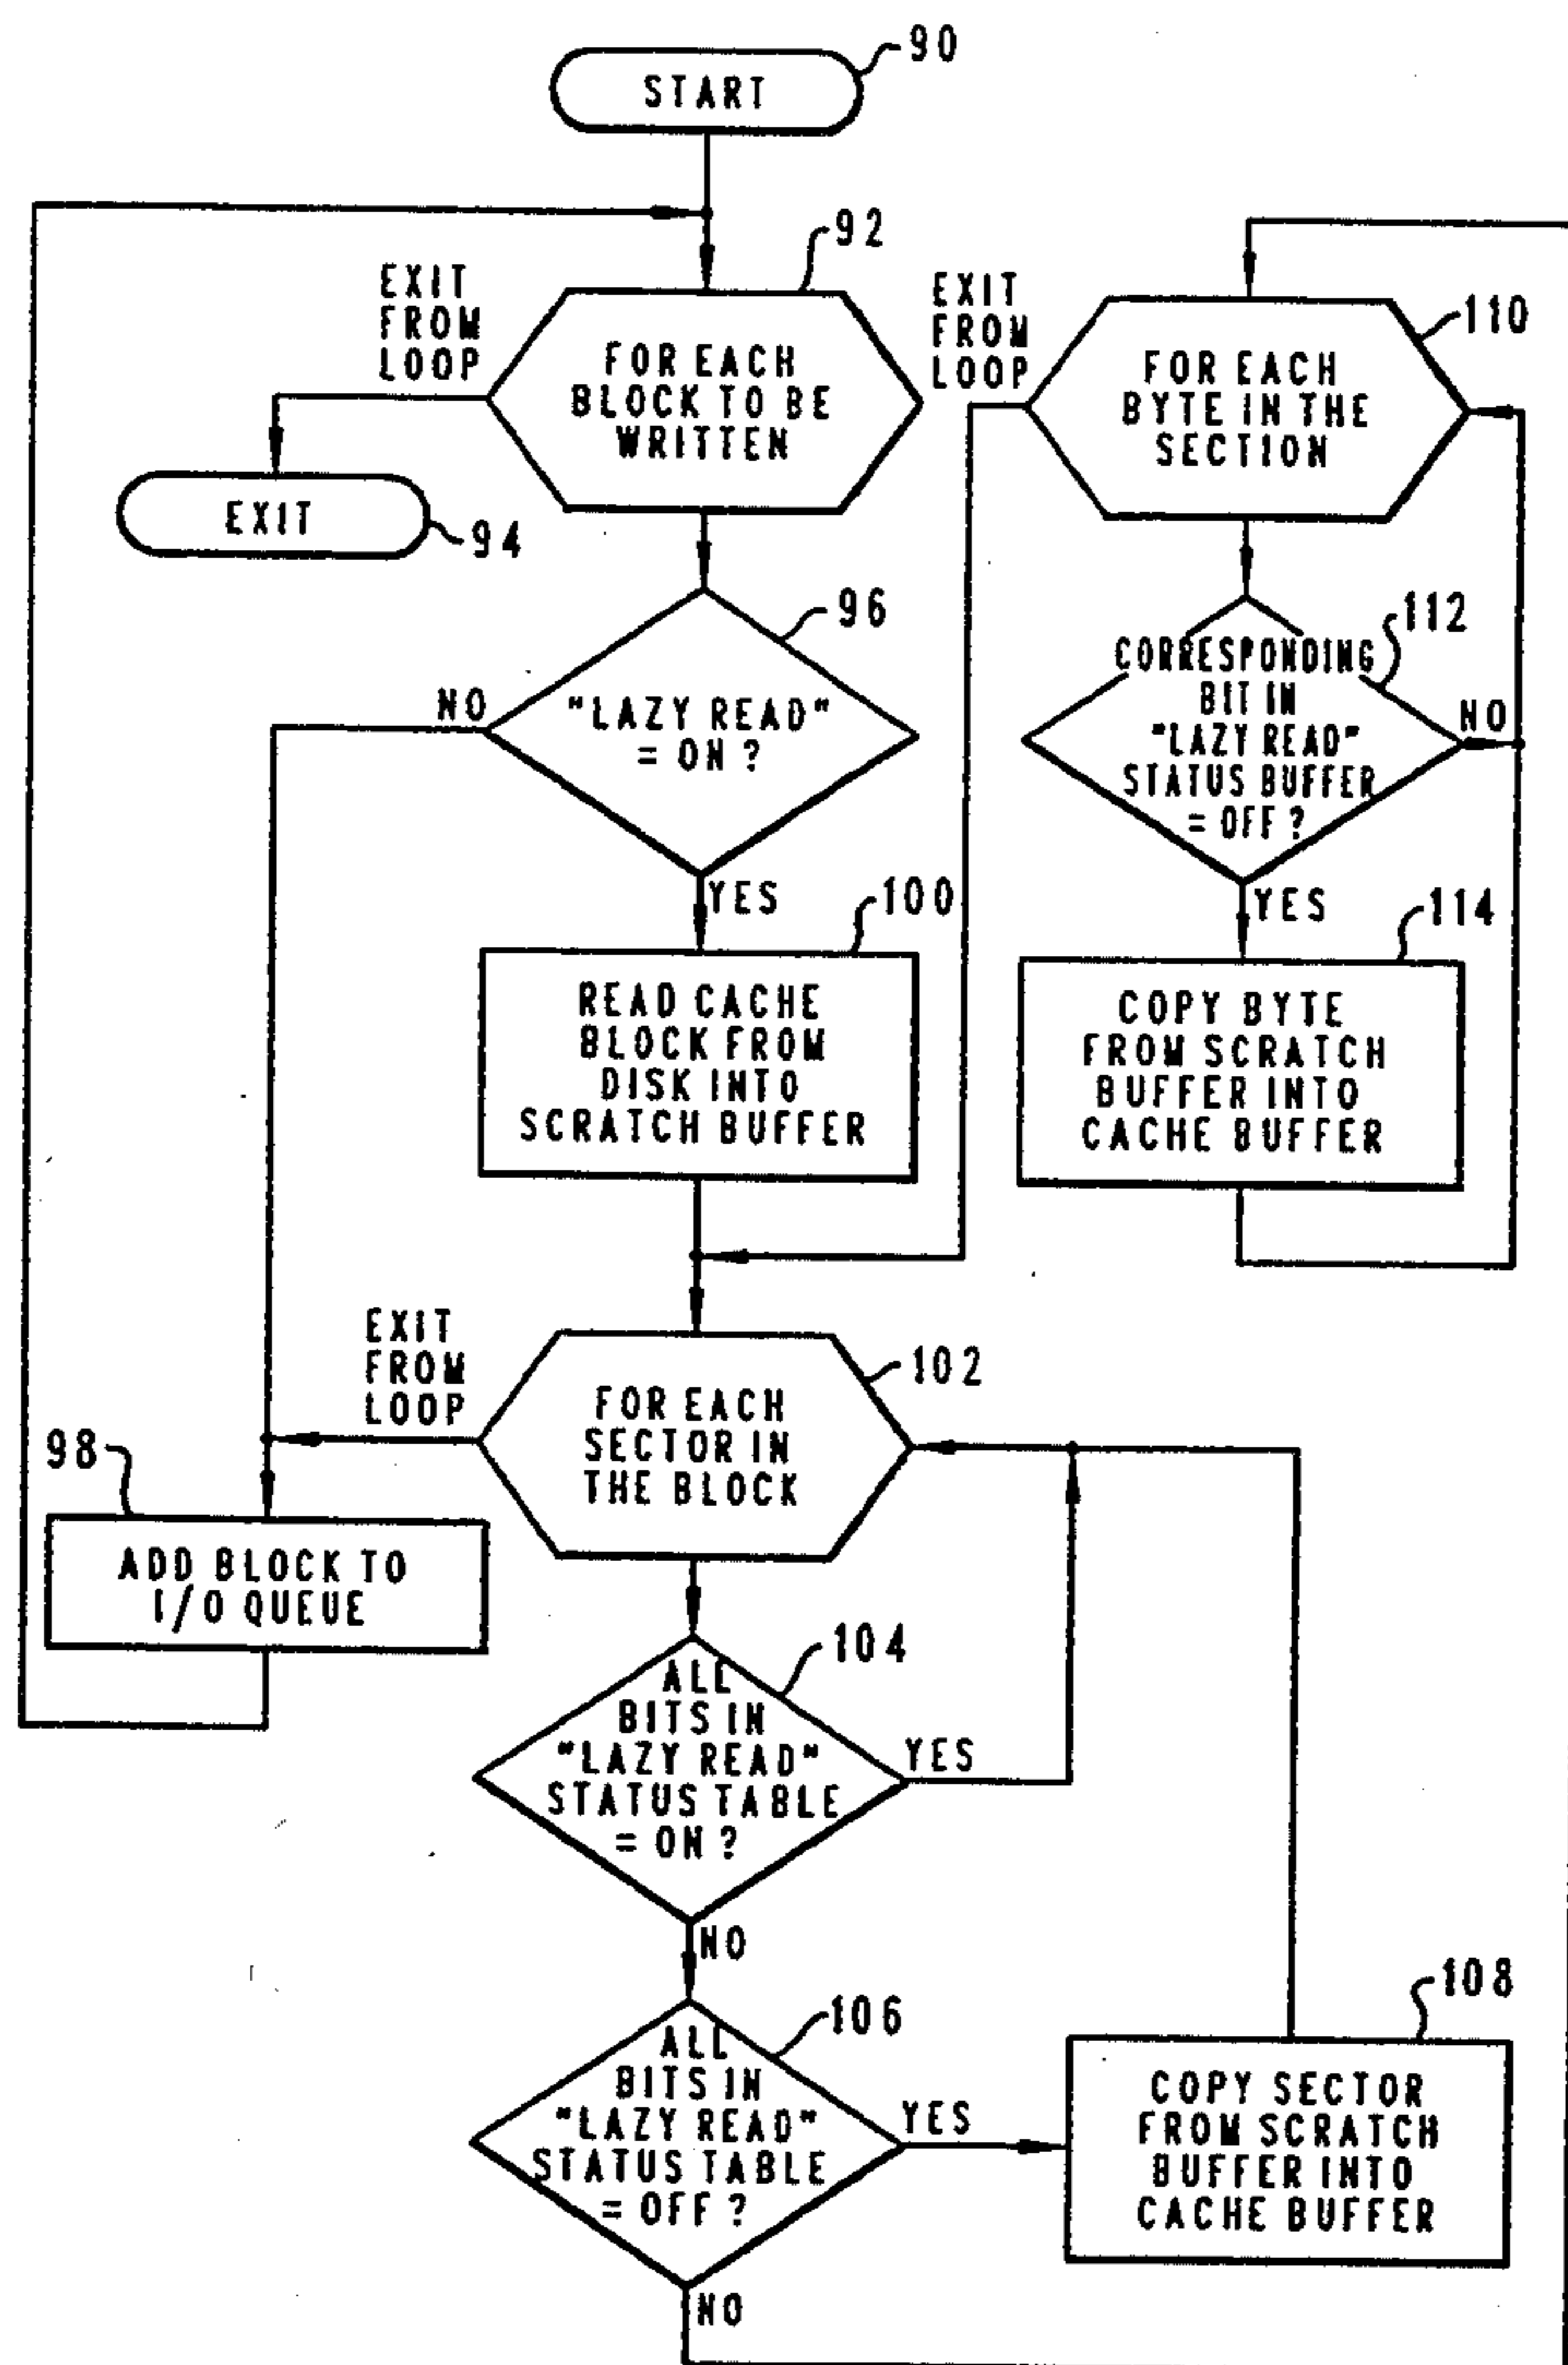 90
START
92
EXIT
FROM
LOOP
FOR EACH
BLOCK TO BE
WRITTEN
EXIT
94
96
"LAZY READ"
= ON ?
NO
YES
100
READ CACHE
BLOCK FROM
DISK INTO
SCRATCH BUFFER
EXIT
FROM
LOOP
102
FOR EACH
SECTOR IN
THE BLOCK
98
ADD BLOCK TO
I/O QUEUE
104
ALL
BITS IN
"LAZY READ"
STATUS TABLE
= ON ?
YES
NO
106
ALL
BITS IN
"LAZY READ"
STATUS TABLE
= OFF ?
YES
NO
108
COPY SECTOR
FROM SCRATCH
BUFFER INTO
CACHE BUFFER
EXIT
FROM
LOOP
110
FOR EACH
BYTE IN THE
SECTION
112
CORRESPONDING
BIT IN
"LAZY READ"
STATUS BUFFER
= OFF ?
NO
YES
114
COPY BYTE
FROM SCRATCH
BUFFER INTO
CACHE BUFFER